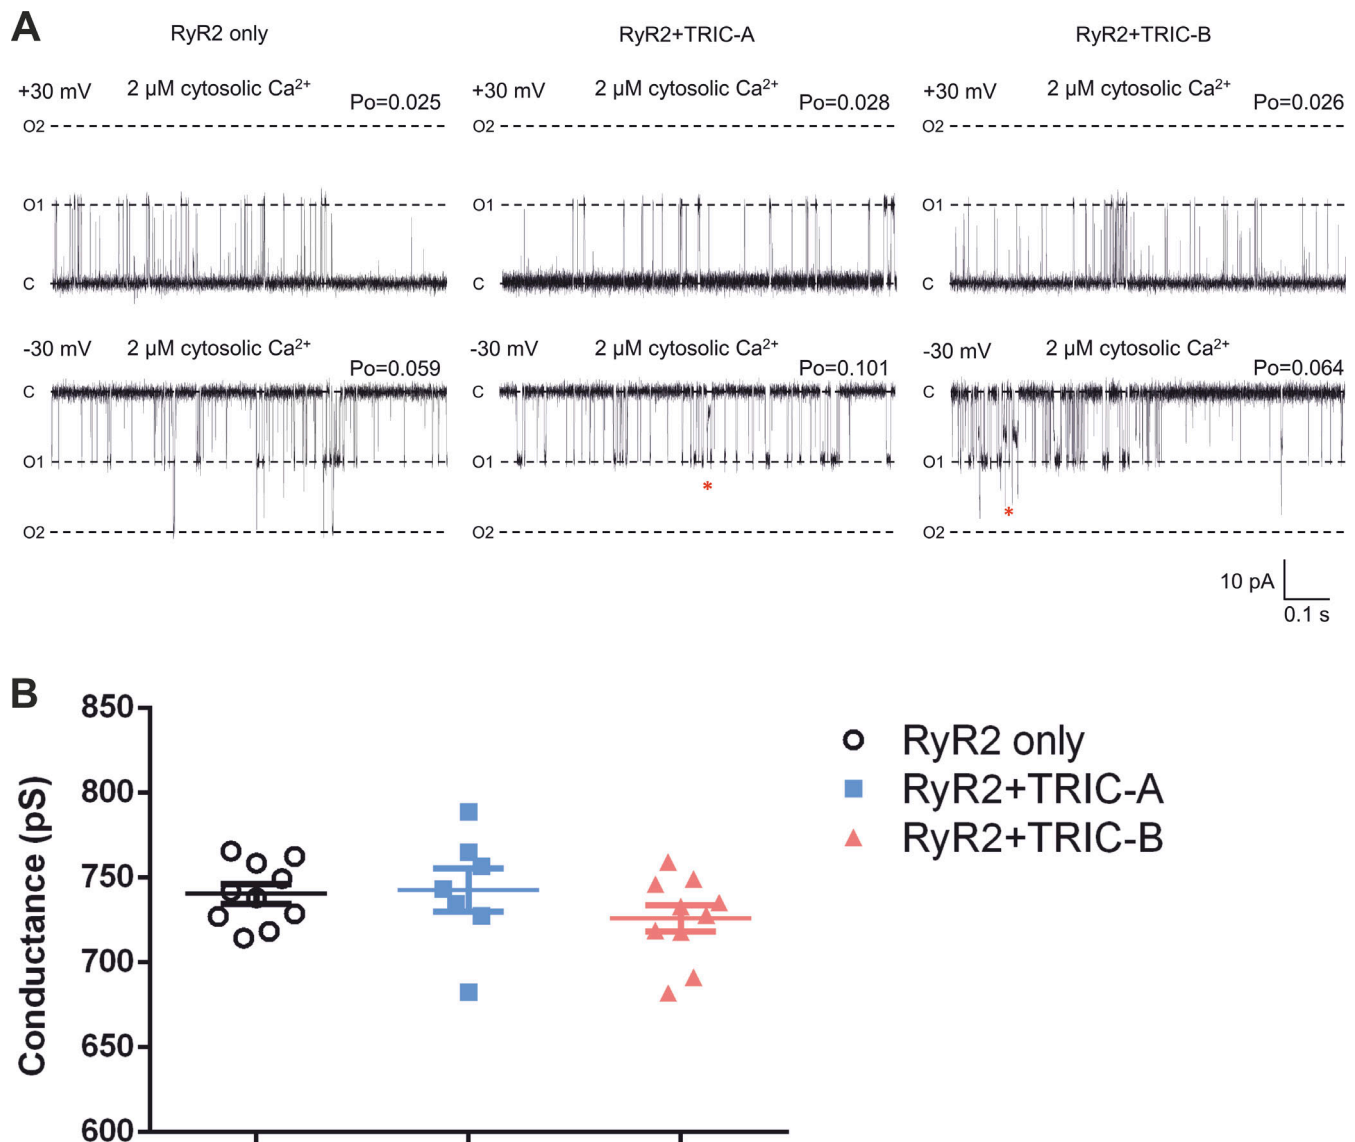 A
RyR2 only
RyR2+TRIC-A
RyR2+TRIC-B
+30 mV
2 µM cytosolic Ca²⁺
Po=0.025
O2
O1
C
+30 mV
2 µM cytosolic Ca²⁺
Po=0.028
O2
O1
C
+30 mV
2 µM cytosolic Ca²⁺
Po=0.026
O2
O1
C
-30 mV
2 µM cytosolic Ca²⁺
Po=0.059
C
O1
O2
-30 mV
2 µM cytosolic Ca²⁺
Po=0.101
C
O1
*
O2
-30 mV
2 µM cytosolic Ca²⁺
Po=0.064
C
O1
*
O2
10 pA
0.1 s
B
Conductance (pS)
850
800
750
700
650
600
RyR2 only
RyR2+TRIC-A
RyR2+TRIC-B